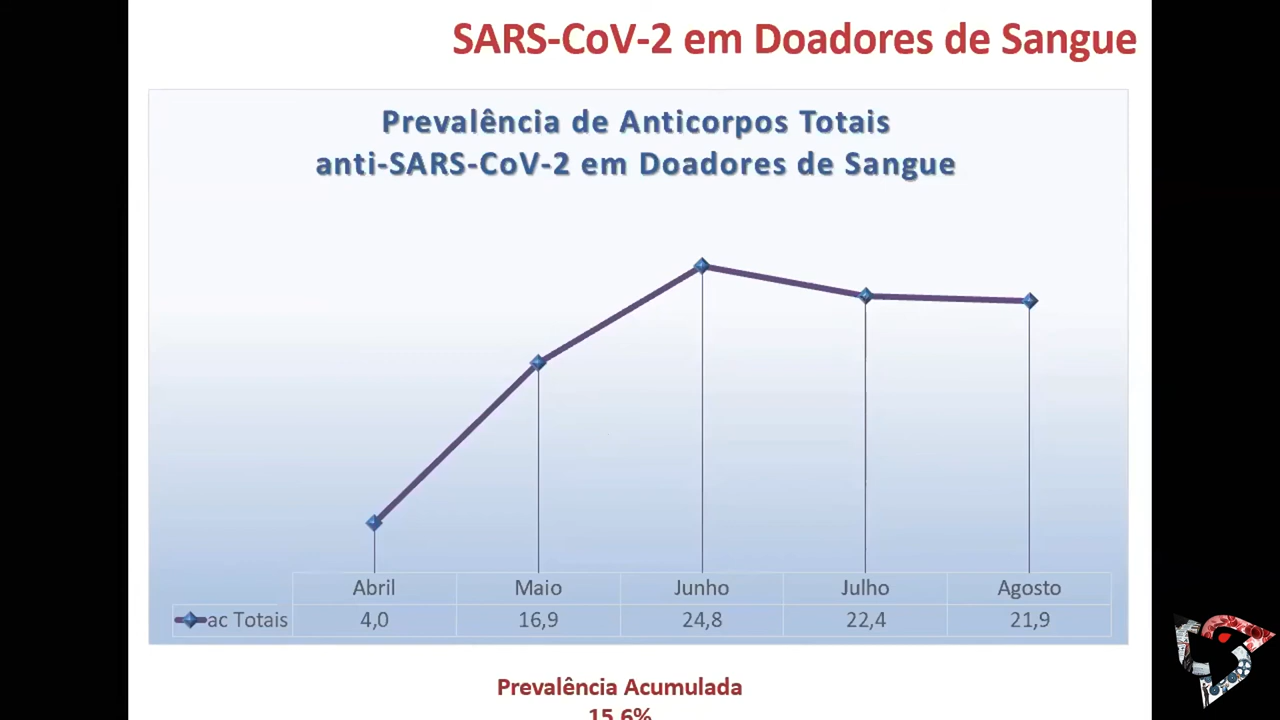 SARS-CoV-2 em Doadores de Sangue
Prevalência de Anticorpos Totais
anti-SARS-CoV-2 em Doadores de Sangue
Abril Maio Junho Julho Agosto
ac Totais 4,0 16,9 24,8 22,4 21,9
Prevalência Acumulada
15,6%